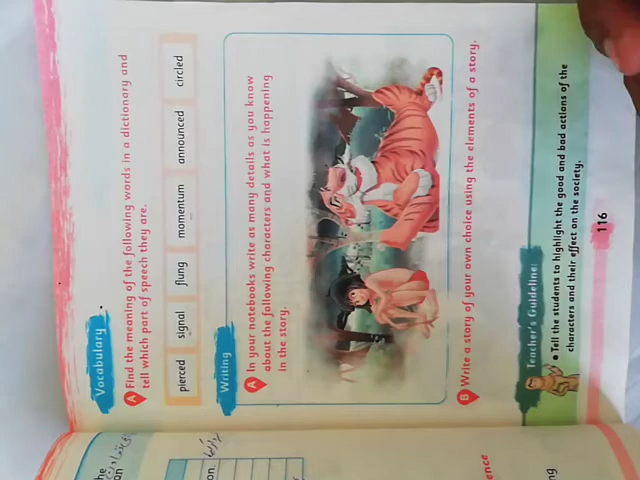 Vocabulary
A Find the meaning of the following words in a dictionary and
tell which part of speech they are.
pierced signal flung momentum announced circled
Writing
A In your notebooks write as many details as you know
about the following characters and what is happening
in the story.
B Write a story of your own choice using the elements of a story.
Teacher's Guideline:
● Tell the students to highlight the good and bad actions of the
characters and their effect on the society.
116